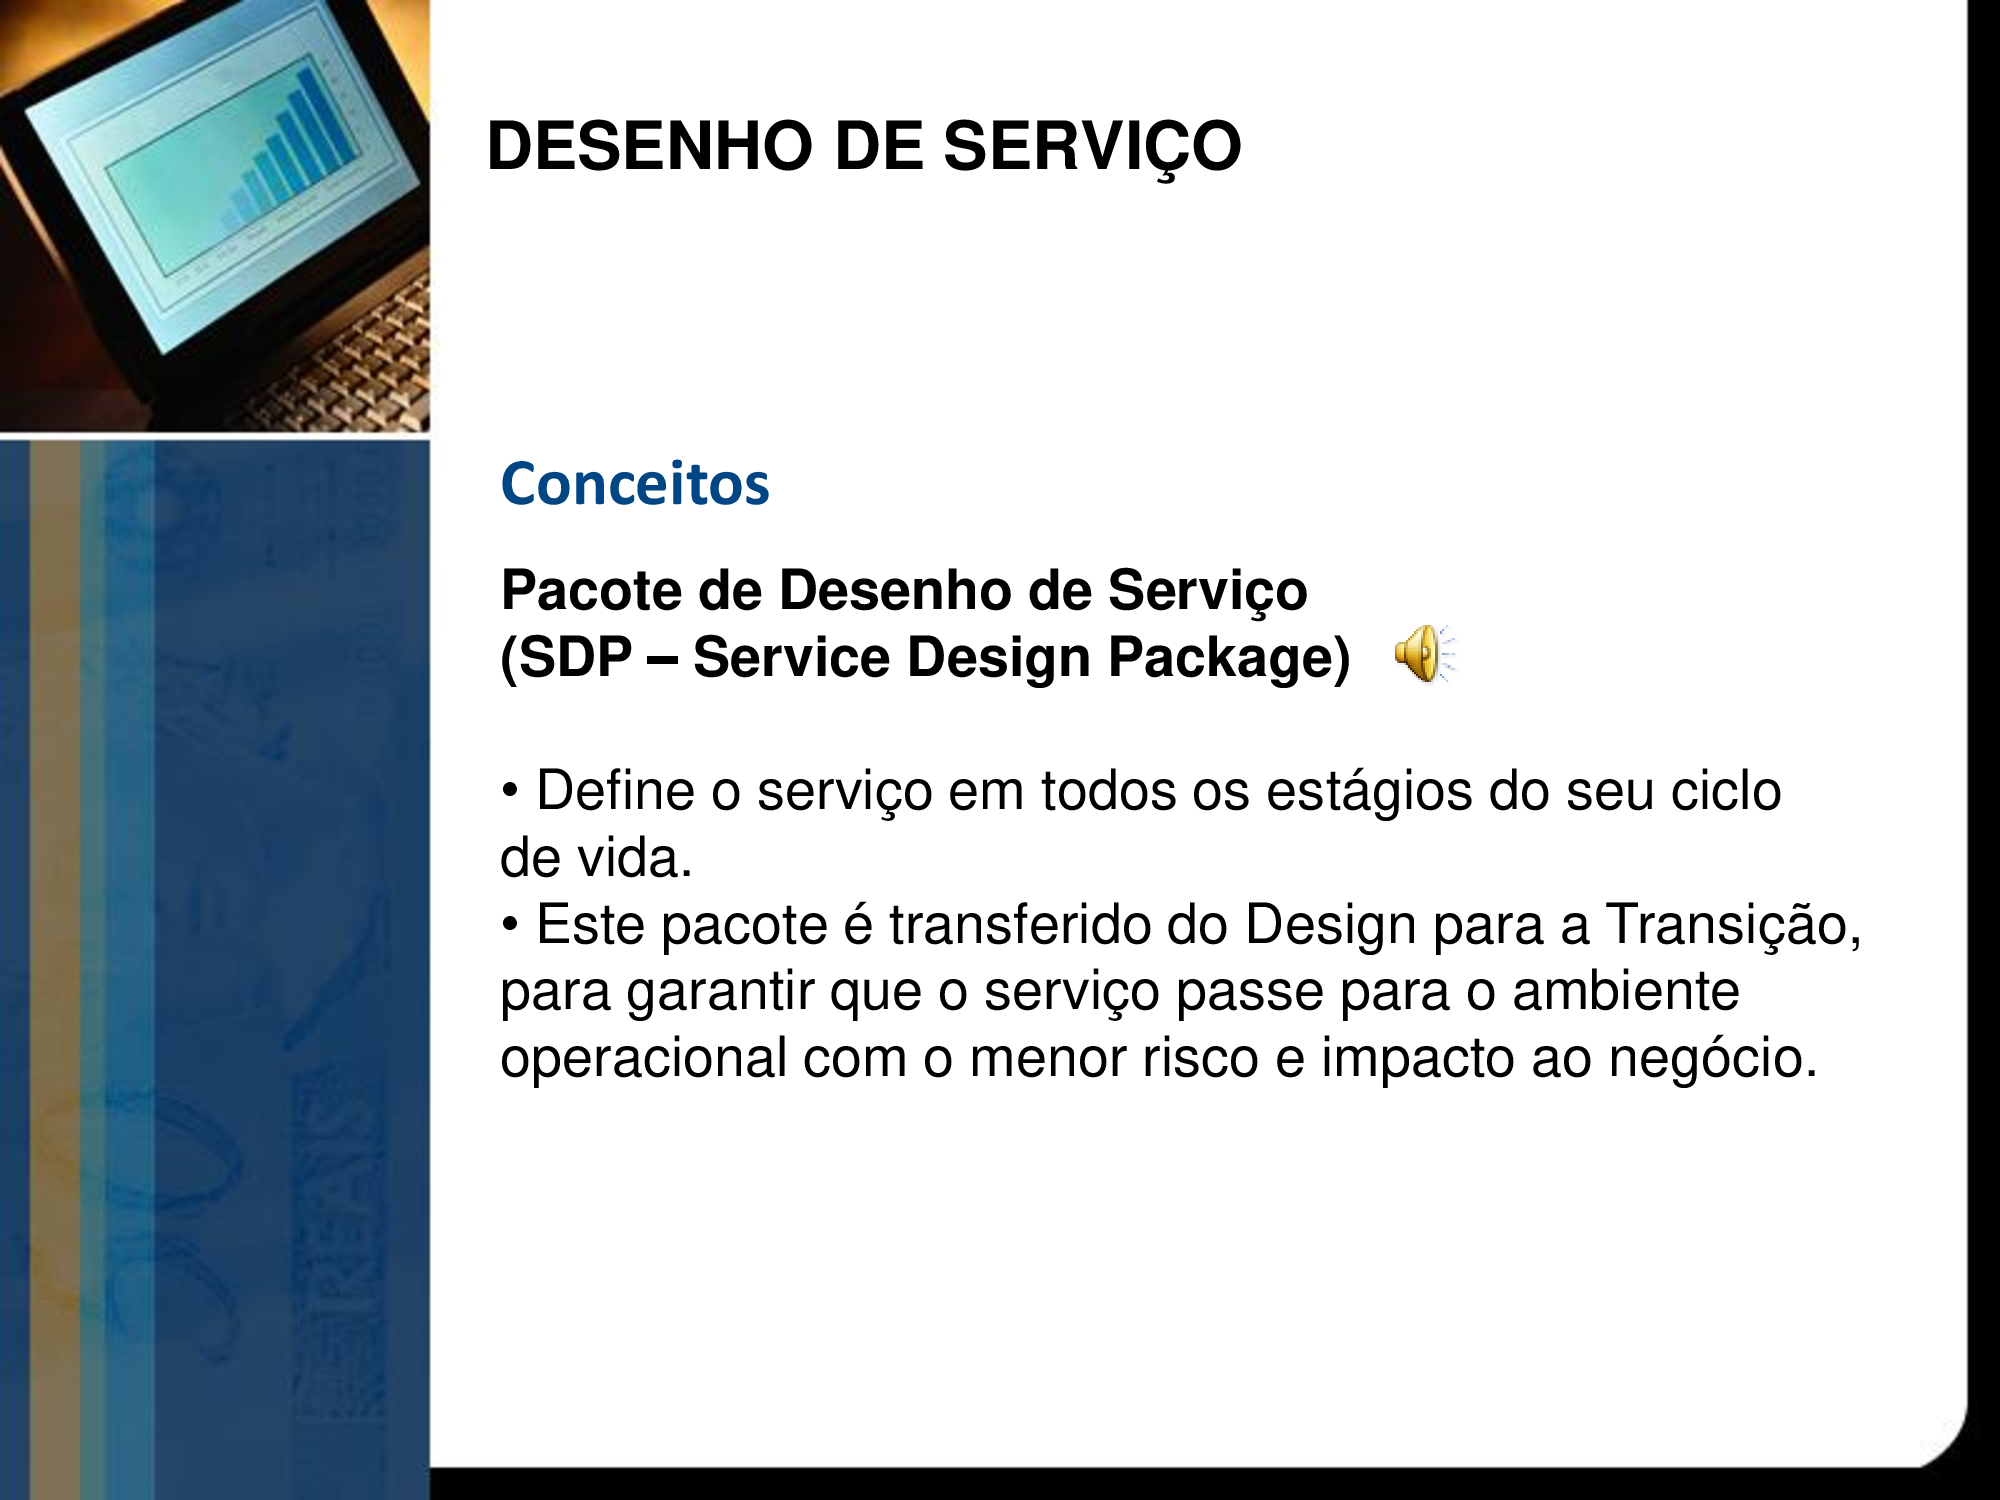 DESENHO DE SERVIÇO
Conceitos
Pacote de Desenho de Serviço
(SDP – Service Design Package)
• Define o serviço em todos os estágios do seu ciclo
de vida.
• Este pacote é transferido do Design para a Transição,
para garantir que o serviço passe para o ambiente
operacional com o menor risco e impacto ao negócio.
REAIS